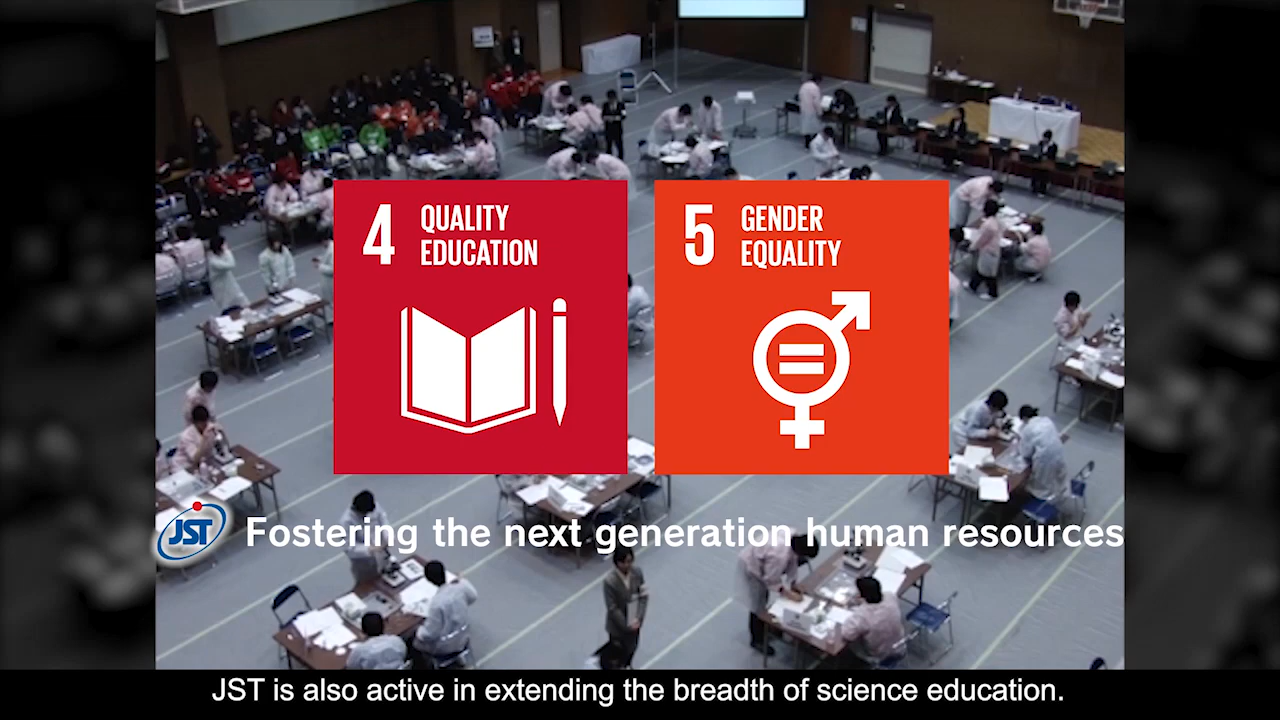 4 QUALITY
EDUCATION
5 GENDER
EQUALITY
JST Fostering the next generation human resources
JST is also active in extending the breadth of science education.